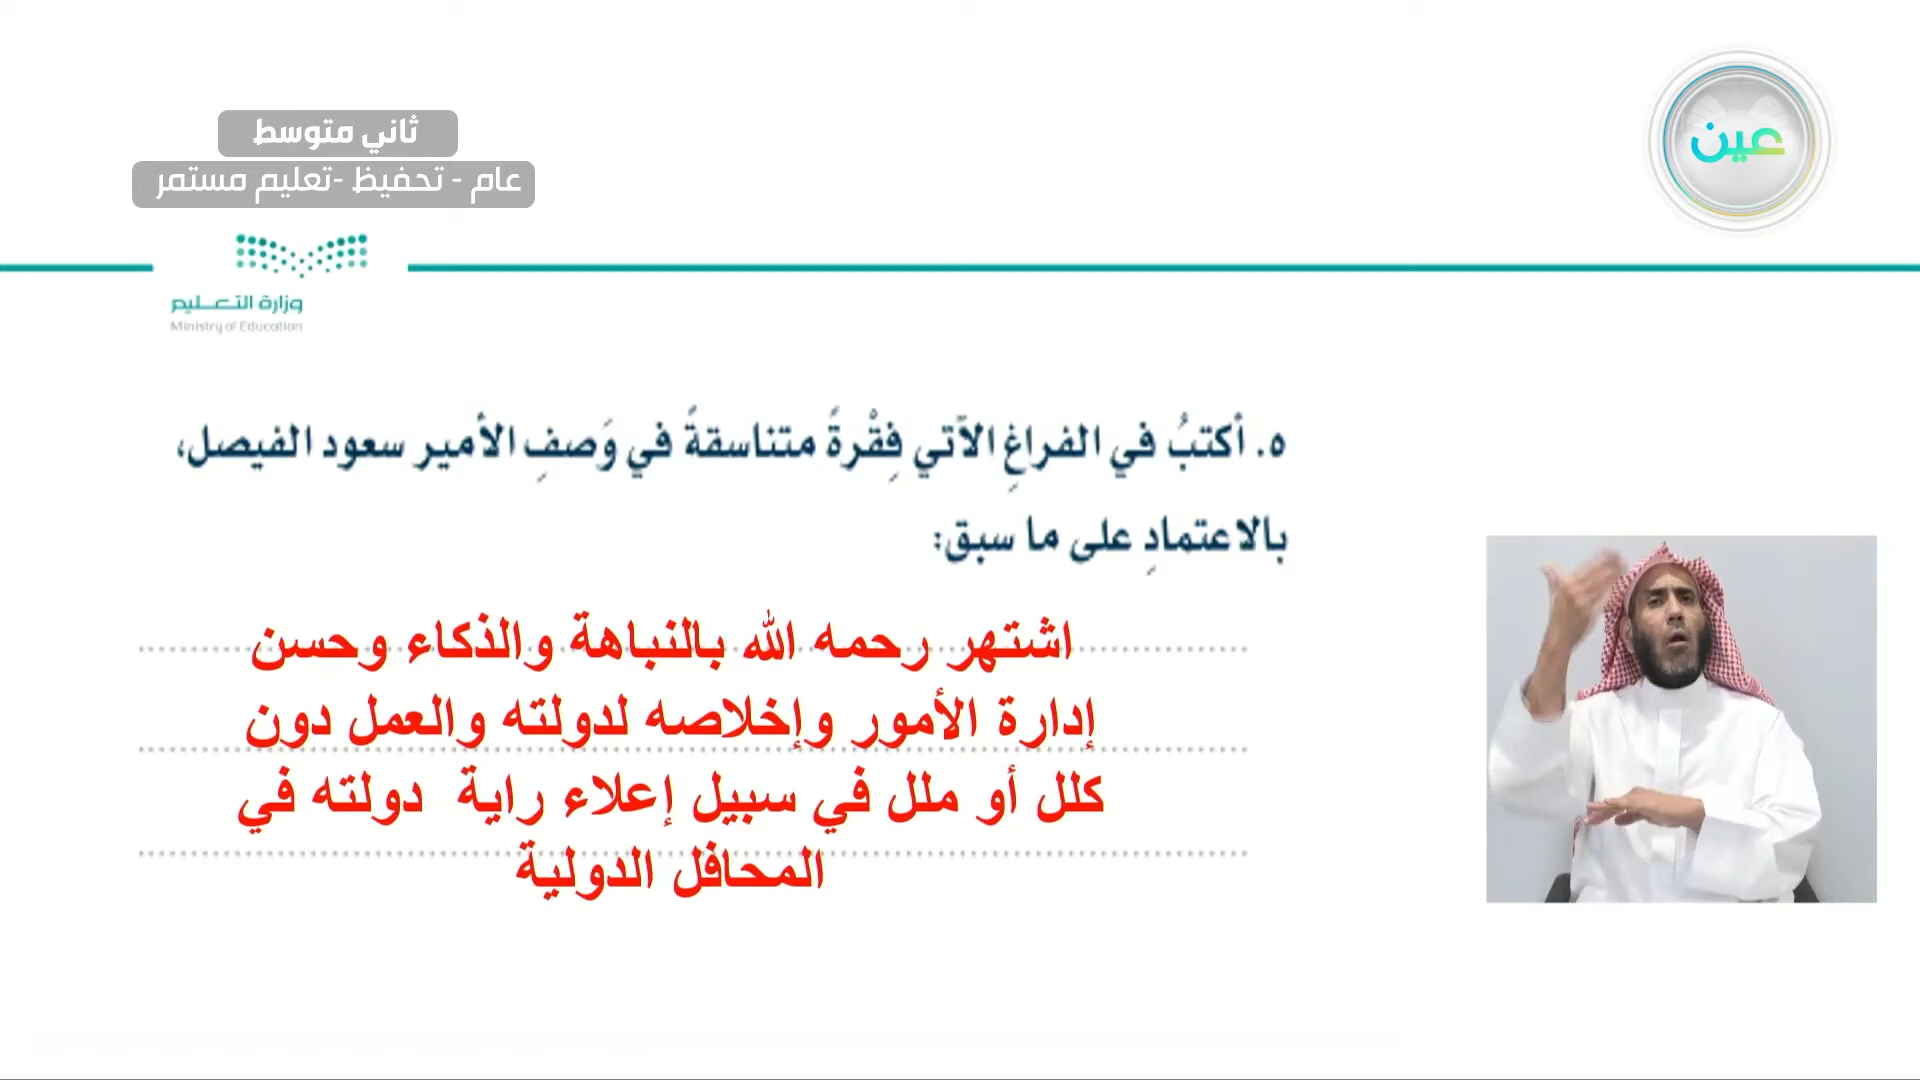 ثاني متوسط
عام - تحفيظ -تعليم مستمر
عين
وزارة التعليم
Ministry of Education
٥. أكتبُ في الفراغِ الآتي فِقْرةً متناسقةً في وَصفِ الأمير سعود الفيصل،
بالاعتمادِ على ما سبق:
اشتهر رحمه الله بالنباهة والذكاء وحسن
إدارة الأمور وإخلاصه لدولته والعمل دون
كلل أو ملل في سبيل إعلاء راية دولته في
المحافل الدولية